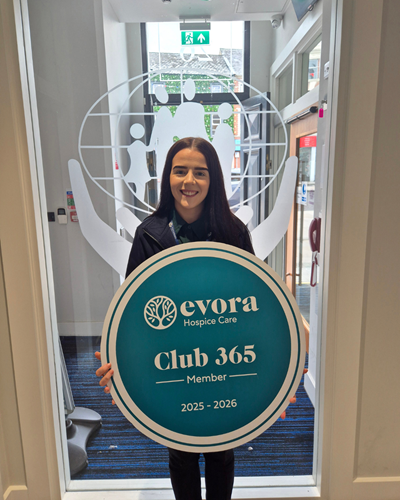 evora
Hospice Care
Club 365
Member
2025 - 2026